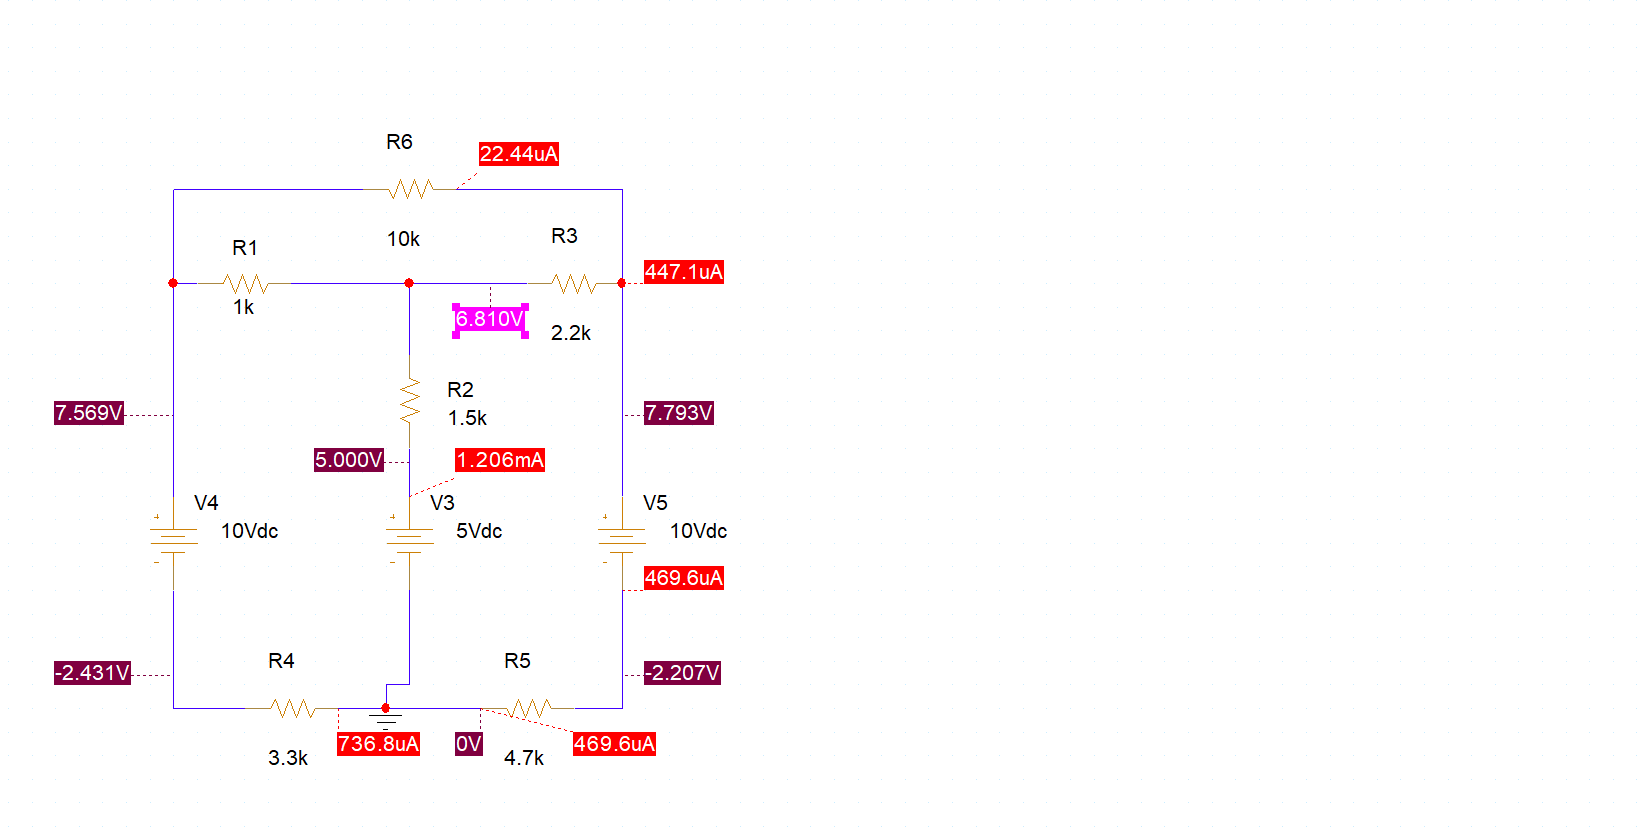 R6
22.44uA
10k
R3
R1
447.1uA
1k
6.810V
2.2k
R2
7.569V
7.793V
1.5k
5.000V
1.206mA
V4
V3
V5
+
+
+
10Vdc
5Vdc
10Vdc
-
-
-
469.6uA
R4
R5
-2.431V
-2.207V
736.8uA
0V
469.6uA
3.3k
4.7k